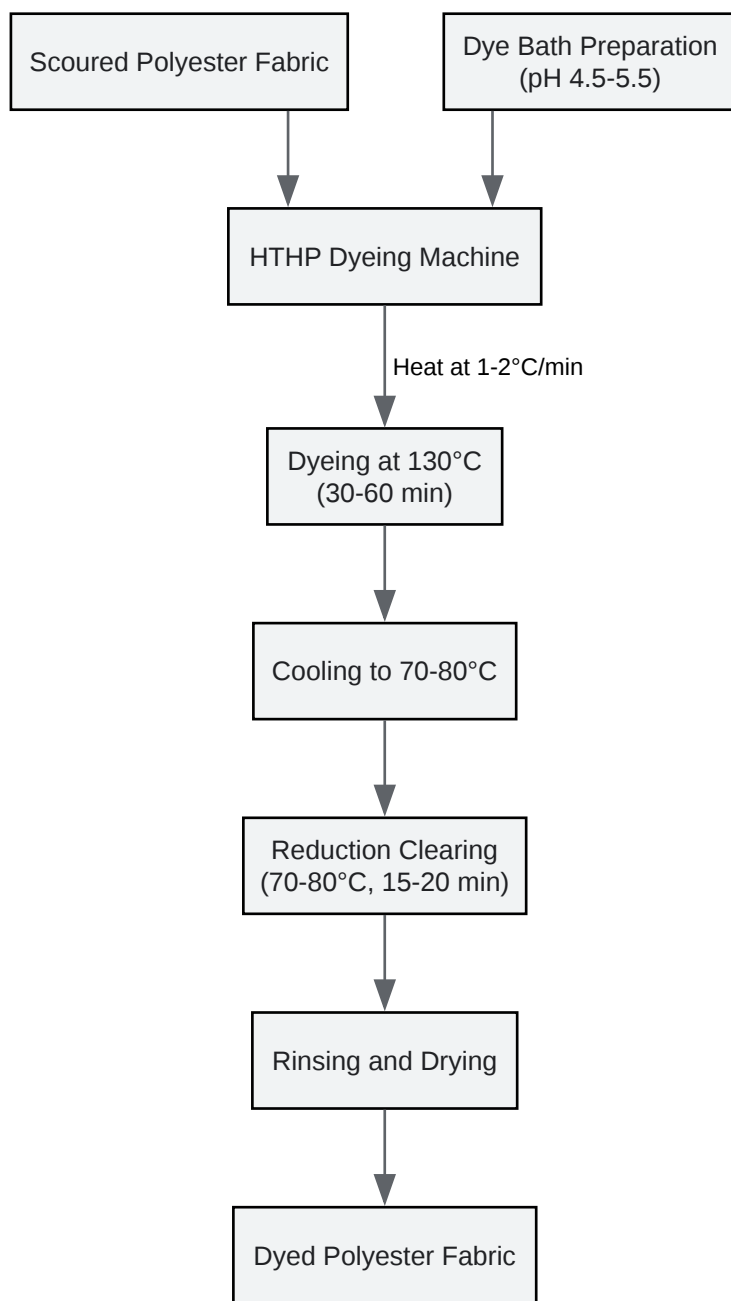 Scoured Polyester Fabric
Dye Bath Preparation
(pH 4.5-5.5)
HTHP Dyeing Machine
Heat at 1-2°C/min
Dyeing at 130°C
(30-60 min)
Cooling to 70-80°C
Reduction Clearing
(70-80°C, 15-20 min)
Rinsing and Drying
Dyed Polyester Fabric